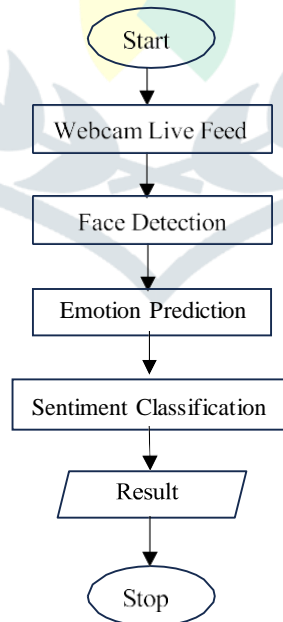 Start
Webcam Live Feed
Face Detection
Emotion Prediction
Sentiment Classification
Result
Stop